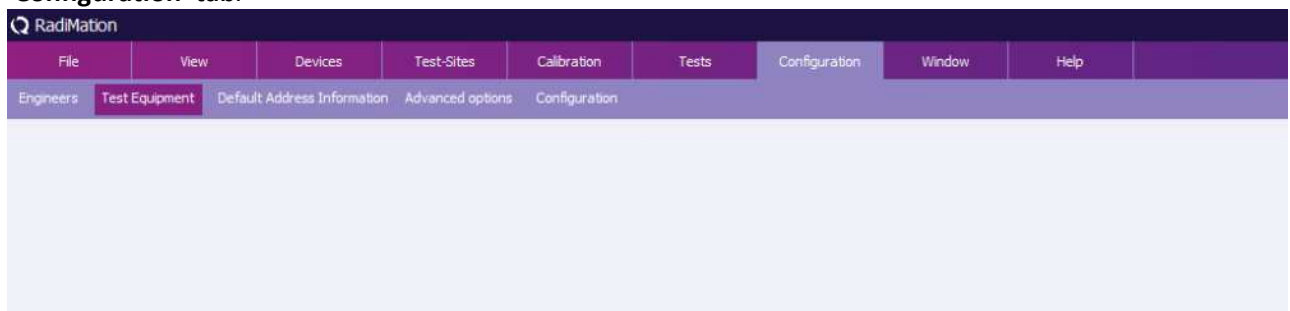 Configuration tab.
RadiMation
File View Devices Test-Sites Calibration Tests Configuration Window Help
Engineers Test Equipment Default Address Information Advanced options Configuration